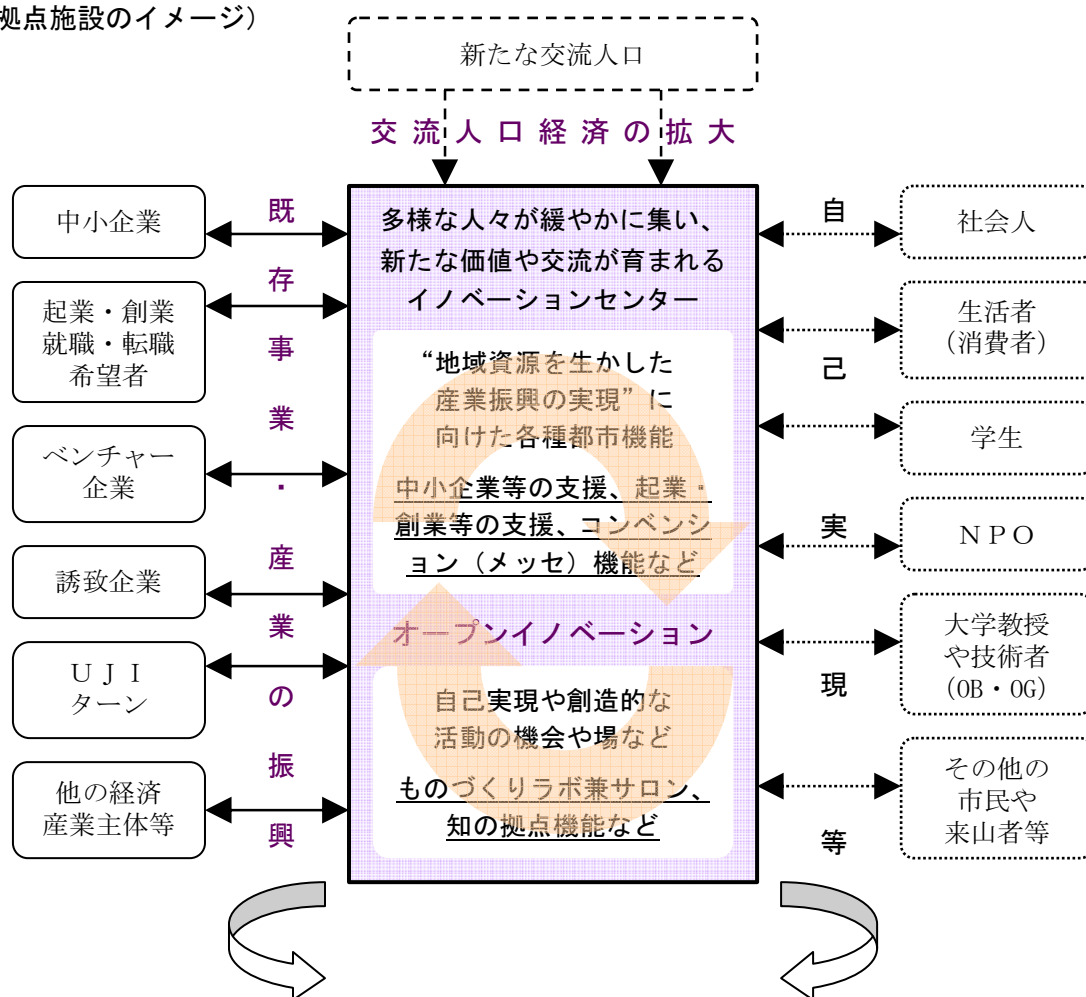 拠点施設のイメージ）
新たな交流人口
交流人口経済の拡大
中小企業
起業・創業
就職・転職
希望者
ベンチャー
企業
誘致企業
ＵＪＩ
ターン
他の経済
産業主体等
既存事業・産業の振興
多様な人々が緩やかに集い、
新たな価値や交流が育まれる
イノベーションセンター
“地域資源を生かした
産業振興の実現”に
向けた各種都市機能
中小企業等の支援、起業・
創業等の支援、コンベンシ
ョン（メッセ）機能など
オープンイノベーション
自己実現や創造的な
活動の機会や場など
ものづくりラボ兼サロン、
知の拠点機能など
自己実現等
社会人
生活者
（消費者）
学生
ＮＰＯ
大学教授
や技術者
（OB・OG）
その他の
市民や
来山者等